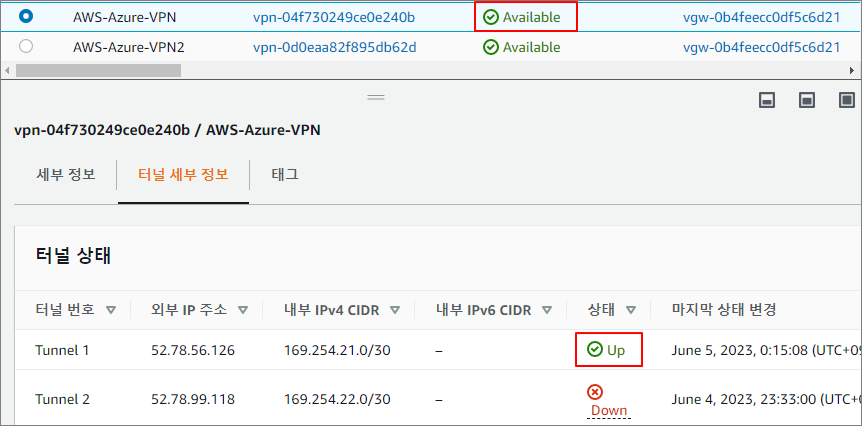 AWS-Azure-VPN vpn-04f730249ce0e240b Available vgw-0b4feecc0df5c6d21
AWS-Azure-VPN2 vpn-0d0eaa82f895db62d Available vgw-0b4feecc0df5c6d21
vpn-04f730249ce0e240b / AWS-Azure-VPN
세부 정보 터널 세부 정보 태그
터널 상태
터널 번호 외부 IP 주소 내부 IPv4 CIDR 내부 IPv6 CIDR 상태 마지막 상태 변경
Tunnel 1 52.78.56.126 169.254.21.0/30 – Up June 5, 2023, 0:15:08 (UTC+09
Tunnel 2 52.78.99.118 169.254.22.0/30 – Down June 4, 2023, 23:33:00 (UTC+0